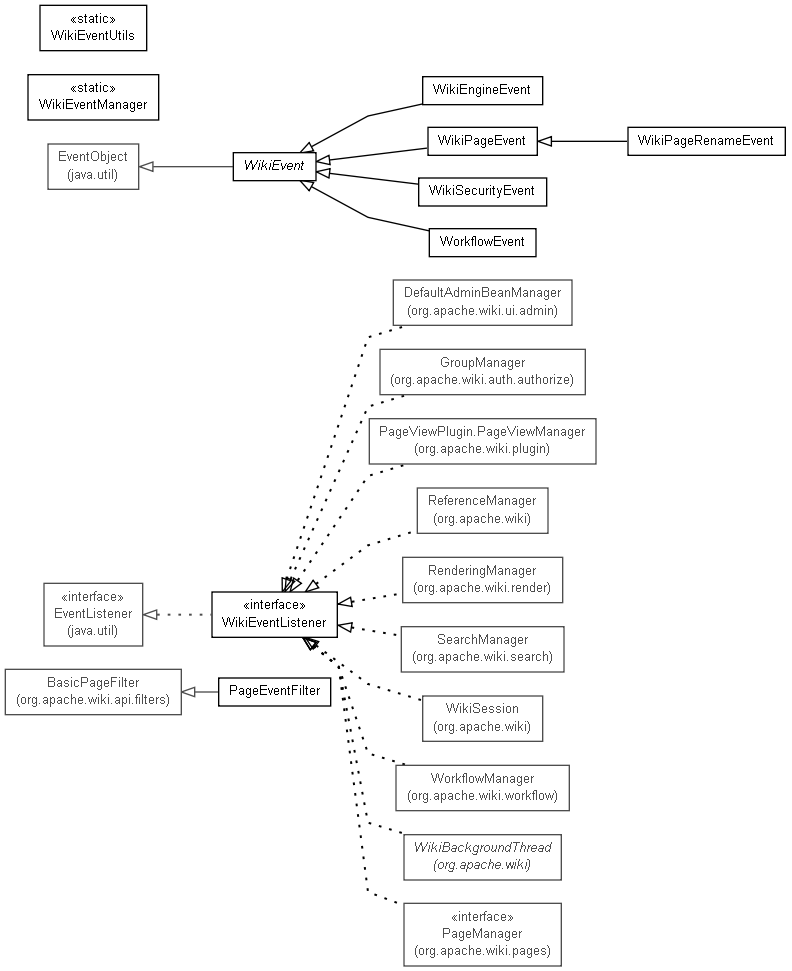 «static»
WikiEventUtils
«static»
WikiEventManager
EventObject
(java.util)
WikiEvent
WikiEngineEvent
WikiPageEvent
WikiPageRenameEvent
WikiSecurityEvent
WorkflowEvent
DefaultAdminBeanManager
(org.apache.wiki.ui.admin)
GroupManager
(org.apache.wiki.auth.authorize)
PageViewPlugin.PageViewManager
(org.apache.wiki.plugin)
ReferenceManager
(org.apache.wiki)
RenderingManager
(org.apache.wiki.render)
«interface»
EventListener
(java.util)
«interface»
WikiEventListener
SearchManager
(org.apache.wiki.search)
BasicPageFilter
(org.apache.wiki.api.filters)
PageEventFilter
WikiSession
(org.apache.wiki)
WorkflowManager
(org.apache.wiki.workflow)
WikiBackgroundThread
(org.apache.wiki)
«interface»
PageManager
(org.apache.wiki.pages)